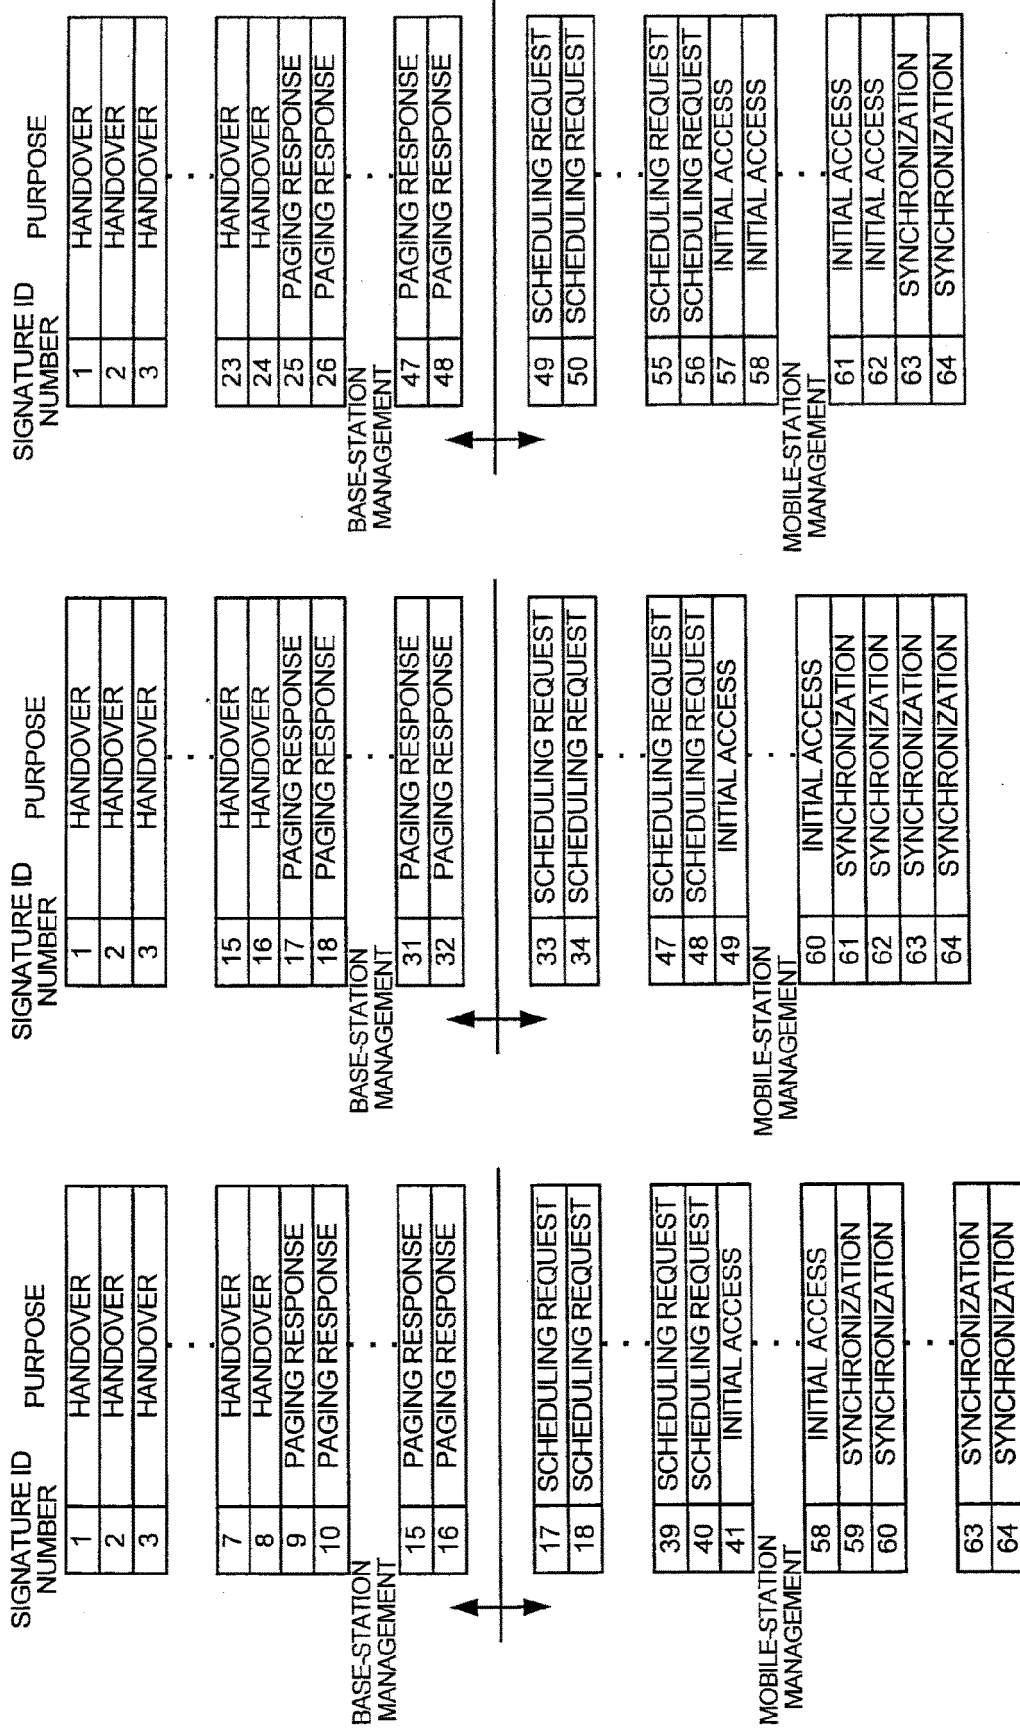 SIGNATURE ID
NUMBER
PURPOSE
1 HANDOVER
2 HANDOVER
3 HANDOVER
7 HANDOVER
8 HANDOVER
9 PAGING RESPONSE
10 PAGING RESPONSE
BASE-STATION
MANAGEMENT
15 PAGING RESPONSE
16 PAGING RESPONSE
17 SCHEDULING REQUEST
18 SCHEDULING REQUEST
39 SCHEDULING REQUEST
40 SCHEDULING REQUEST
41 INITIAL ACCESS
MOBILE-STATION
MANAGEMENT
58 INITIAL ACCESS
59 SYNCHRONIZATION
60 SYNCHRONIZATION
63 SYNCHRONIZATION
64 SYNCHRONIZATION
SIGNATURE ID
NUMBER
PURPOSE
1 HANDOVER
2 HANDOVER
3 HANDOVER
15 HANDOVER
16 HANDOVER
17 PAGING RESPONSE
18 PAGING RESPONSE
BASE-STATION
MANAGEMENT
31 PAGING RESPONSE
32 PAGING RESPONSE
33 SCHEDULING REQUEST
34 SCHEDULING REQUEST
47 SCHEDULING REQUEST
48 SCHEDULING REQUEST
49 INITIAL ACCESS
MOBILE-STATION
MANAGEMENT
60 INITIAL ACCESS
61 SYNCHRONIZATION
62 SYNCHRONIZATION
63 SYNCHRONIZATION
64 SYNCHRONIZATION
SIGNATURE ID
NUMBER
PURPOSE
1 HANDOVER
2 HANDOVER
3 HANDOVER
23 HANDOVER
24 HANDOVER
25 PAGING RESPONSE
26 PAGING RESPONSE
BASE-STATION
MANAGEMENT
47 PAGING RESPONSE
48 PAGING RESPONSE
49 SCHEDULING REQUEST
50 SCHEDULING REQUEST
55 SCHEDULING REQUEST
56 SCHEDULING REQUEST
57 INITIAL ACCESS
58 INITIAL ACCESS
MOBILE-STATION
MANAGEMENT
61 INITIAL ACCESS
62 INITIAL ACCESS
63 SYNCHRONIZATION
64 SYNCHRONIZATION